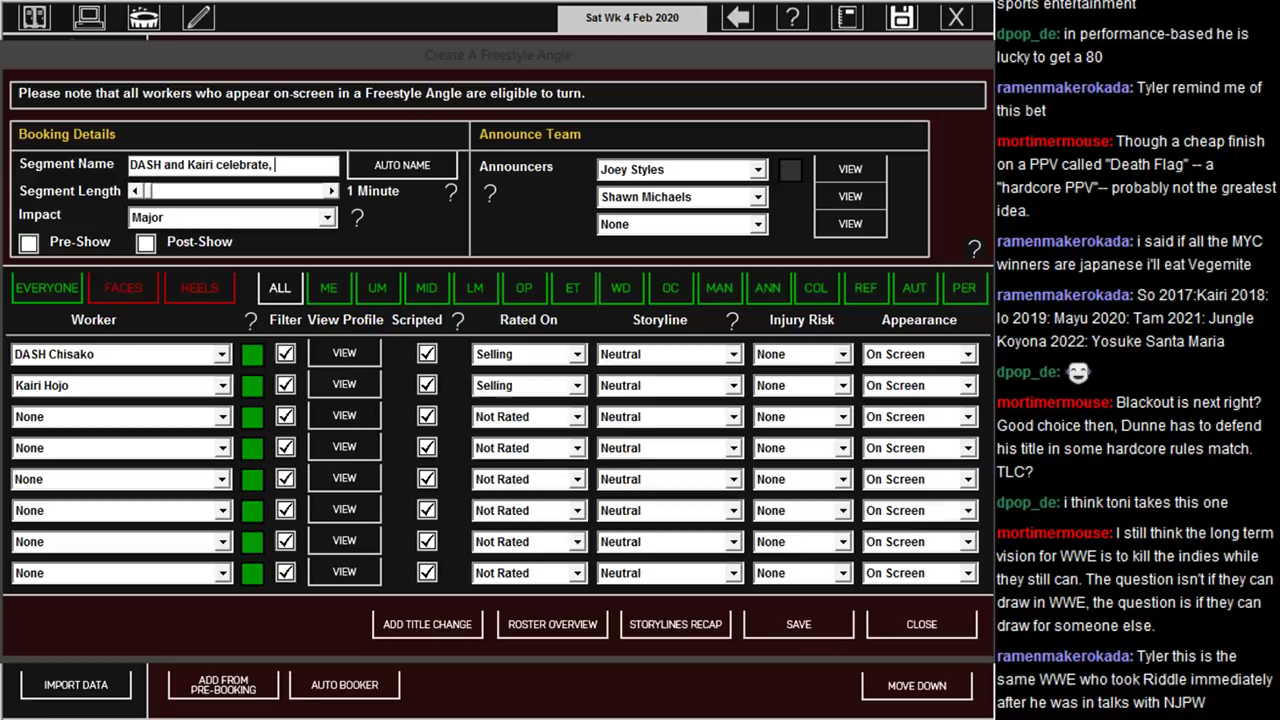 Sat Wk 4 Feb 2020
?
X
Create A Freestyle Angle
Please note that all workers who appear on-screen in a Freestyle Angle are eligible to turn.
Booking Details
Segment Name
DASH and Kairi celebrate,
AUTO NAME
Segment Length
1 Minute
?
Impact
Major
?
Pre-Show
Post-Show
Announce Team
Announcers
?
Joey Styles
VIEW
Shawn Michaels
VIEW
None
VIEW
?
EVERYONE
FACES
HEELS
ALL
ME
UM
MID
LM
OP
ET
WD
OC
MAN
ANN
COL
REF
AUT
PER
Worker ? Filter View Profile Scripted ? Rated On Storyline ? Injury Risk Appearance
DASH Chisako VIEW Selling Neutral None On Screen
Kairi Hojo VIEW Selling Neutral None On Screen
None VIEW Not Rated Neutral None On Screen
None VIEW Not Rated Neutral None On Screen
None VIEW Not Rated Neutral None On Screen
None VIEW Not Rated Neutral None On Screen
None VIEW Not Rated Neutral None On Screen
None VIEW Not Rated Neutral None On Screen
ADD TITLE CHANGE
ROSTER OVERVIEW
STORYLINES RECAP
SAVE
CLOSE
IMPORT DATA
ADD FROM
PRE-BOOKING
AUTO BOOKER
MOVE DOWN
sports entertainment
dpop_de: in performance-based he is
lucky to get a 80
ramenmakerokada: Tyler remind me of
this bet
mortimermouse: Though a cheap finish
on a PPV called "Death Flag" -- a
"hardcore PPV"-- probably not the greatest
idea.
ramenmakerokada: i said if all the MYC
winners are japanese i'll eat Vegemite
ramenmakerokada: So 2017:Kairi 2018:
Io 2019: Mayu 2020: Tam 2021: Jungle
Koyona 2022: Yosuke Santa Maria
dpop_de:
mortimermouse: Blackout is next right?
Good choice then, Dunne has to defend
his title in some hardcore rules match.
TLC?
dpop_de: i think toni takes this one
mortimermouse: I still think the long term
vision for WWE is to kill the indies while
they still can. The question isn't if they can
draw in WWE, the question is if they can
draw for someone else.
ramenmakerokada: Tyler this is the
same WWE who took Riddle immediately
after he was in talks with NJPW